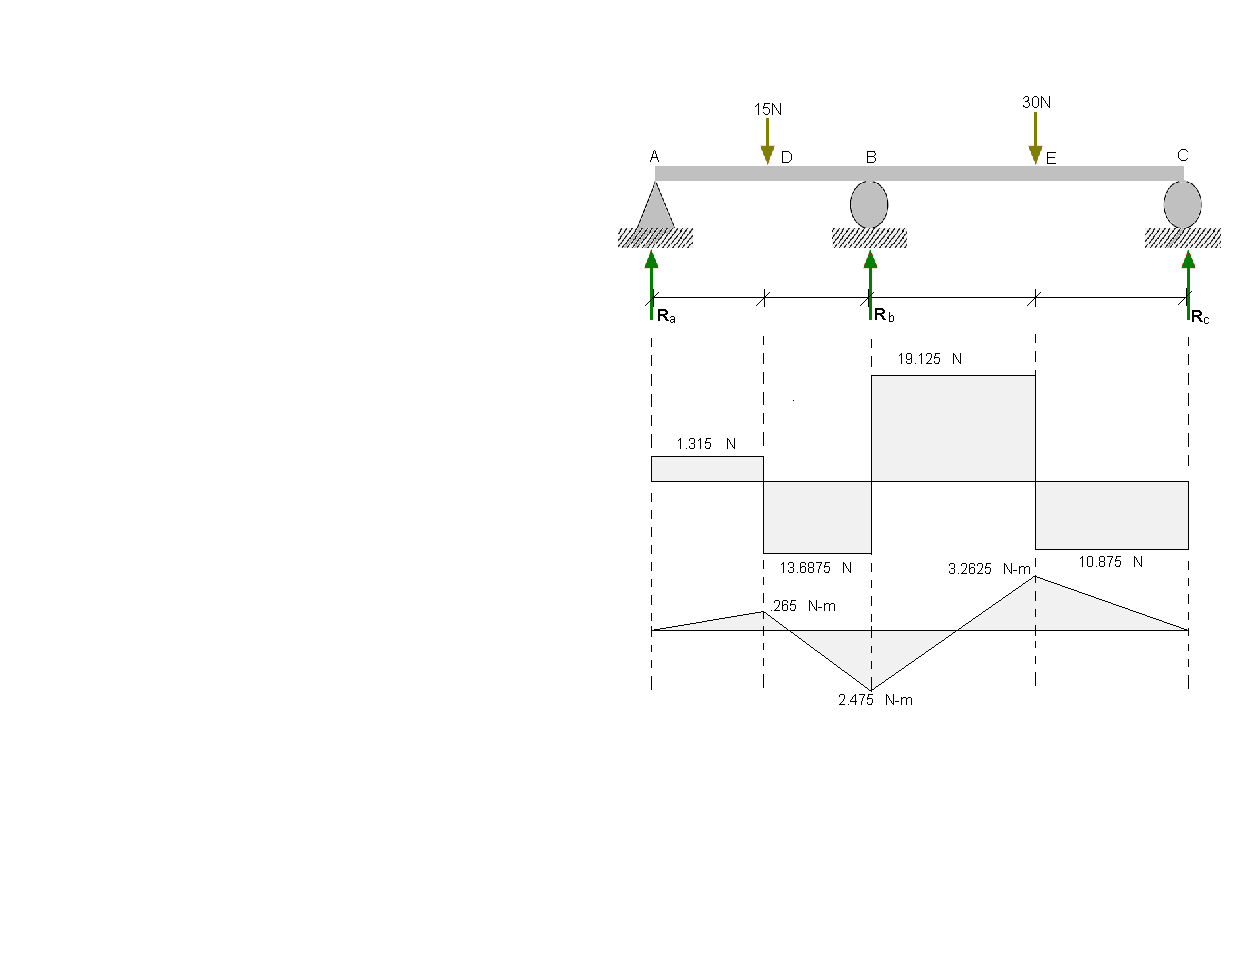 15N
30N
A
D
B
E
C
Ra
Rb
Rc
19.125 N
1.315 N
13.6875 N
10.875 N
3.2625 N-m
.265 N-m
2.475 N-m